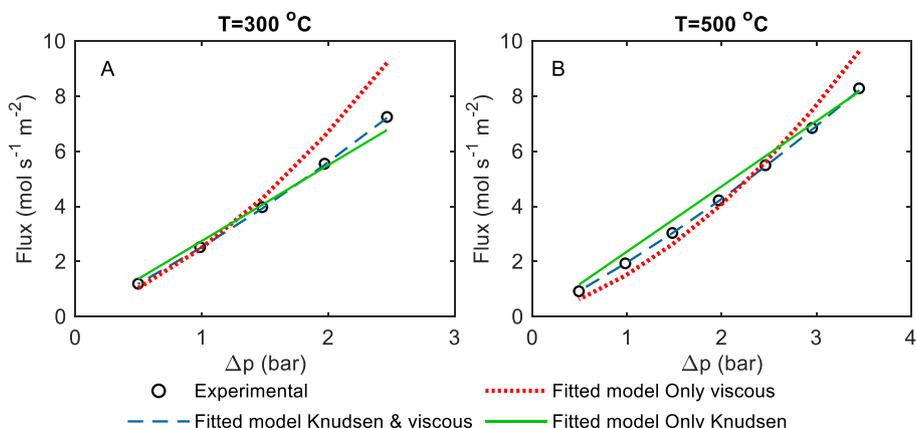 T=300 °C
T=500 °C
A
B
Flux (mol s⁻¹ m⁻²)
10
8
6
4
2
0
0 1 2 3
Δp (bar)
Flux (mol s⁻¹ m⁻²)
10
8
6
4
2
0
0 1 2 3 4
Δp (bar)
Experimental
Fitted model Only viscous
Fitted model Knudsen & viscous
Fitted model Only Knudsen